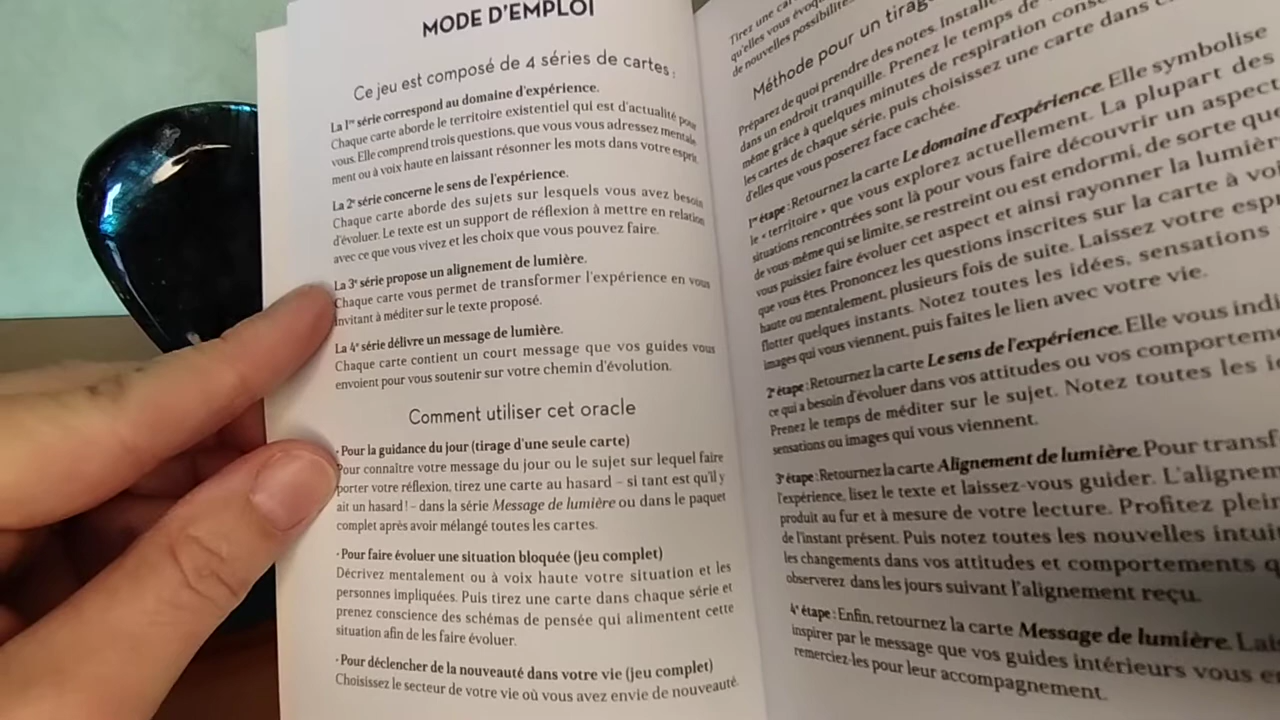 MODE D'EMPLOI
Ce jeu est composé de 4 séries de cartes :
La 1re série correspond au domaine d'expérience.
Chaque carte aborde le territoire existentiel qui est d'actualité pour
vous. Elle comprend trois questions, que vous vous adressez mentale
ment ou à voix haute en laissant résonner les mots dans votre esprit.
La 2e série concerne le sens de l'expérience.
Chaque carte aborde des sujets sur lesquels vous avez besoin
d'évoluer. Le texte est un support de réflexion à mettre en relation
avec ce que vous vivez et les choix que vous pouvez faire.
La 3e série propose un alignement de lumière.
Chaque carte vous permet de transformer l'expérience en vous
invitant à méditer sur le texte proposé.
La 4e série délivre un message de lumière.
Chaque carte contient un court message que vos guides vous
envoient pour vous soutenir sur votre chemin d'évolution.
Comment utiliser cet oracle
• Pour la guidance du jour (tirage d'une seule carte)
Pour connaître votre message du jour ou le sujet sur lequel faire
porter votre réflexion, tirez une carte au hasard – si tant est qu'il y
ait un hasard ! – dans la série Message de lumière ou dans le paquet
complet après avoir mélangé toutes les cartes.
• Pour faire évoluer une situation bloquée (jeu complet)
Décrivez mentalement ou à voix haute votre situation et les
personnes impliquées. Puis tirez une carte dans chaque série et
prenez conscience des schémas de pensée qui alimentent cette
situation afin de les faire évoluer.
• Pour déclencher de la nouveauté dans votre vie (jeu complet)
Choisissez le secteur de votre vie où vous avez envie de nouveauté.
Tirez une
qu'elles vous
de nouvelles possibilités
Méthode pour un tirage
Préparez de quoi prendre des notes.
dans un endroit tranquille. Prenez le temps de
même grâce à quelques minutes de respiration
les cartes de chaque série, puis choisissez une carte dans
d'elles que vous poserez face cachée.
1re étape : Retournez la carte Le domaine d'expérience. Elle symbolise
le « territoire » que vous explorez actuellement. La plupart des
situations rencontrées sont là pour vous faire découvrir un aspect
de vous-même qui se limite, se restreint ou est endormi, de sorte que
vous puissiez faire évoluer cet aspect et ainsi rayonner la lumière
que vous êtes. Prononcez les questions inscrites sur la carte à voi
haute ou mentalement, plusieurs fois de suite. Laissez votre espr
flotter quelques instants. Notez toutes les idées, sensations
images qui vous viennent, puis faites le lien avec votre vie.
2e étape : Retournez la carte Le sens de l'expérience. Elle vous indi
ce qui a besoin d'évoluer dans vos attitudes ou vos comporteme
Prenez le temps de méditer sur le sujet. Notez toutes les i
sensations ou images qui vous viennent.
3e étape : Retournez la carte Alignement de lumière. Pour transf
l'expérience, lisez le texte et laissez-vous guider. L'alignem
produit au fur et à mesure de votre lecture. Profitez plein
de l'instant présent. Puis notez toutes les nouvelles intui
les changements dans vos attitudes et comportements q
observerez dans les jours suivant l'alignement reçu.
4e étape : Enfin, retournez la carte Message de lumière. Lais
inspirer par le message que vos guides intérieurs vous e
remerciez-les pour leur accompagnement.